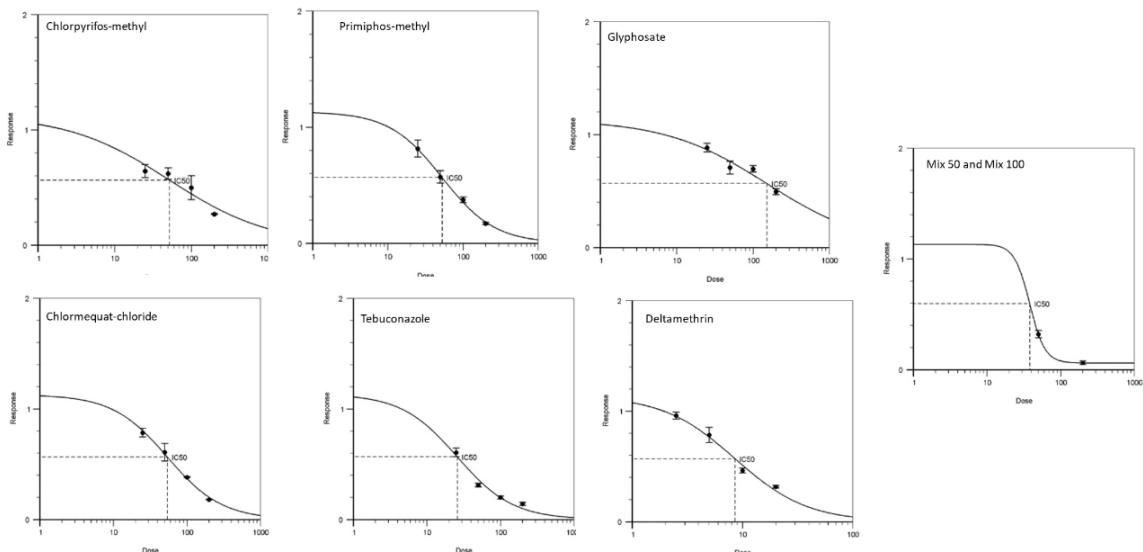 Chlorpyrifos-methyl
2
1
0
Response
IC50
1
10
100
Dose
Primiphos-methyl
2
1
0
Response
IC50
1
10
100
1000
Dose
Glyphosate
2
1
0
Response
IC50
1
10
100
1000
Dose
Mix 50 and Mix 100
2
1
0
Response
IC50
1
10
100
1000
Dose
Chlormequat-chloride
2
1
0
Response
IC50
1
10
100
1000
Dose
Tebuconazole
2
1
0
Response
IC50
1
10
100
100
Dose
Deltamethrin
2
1
0
Response
IC50
1
10
100
Dose